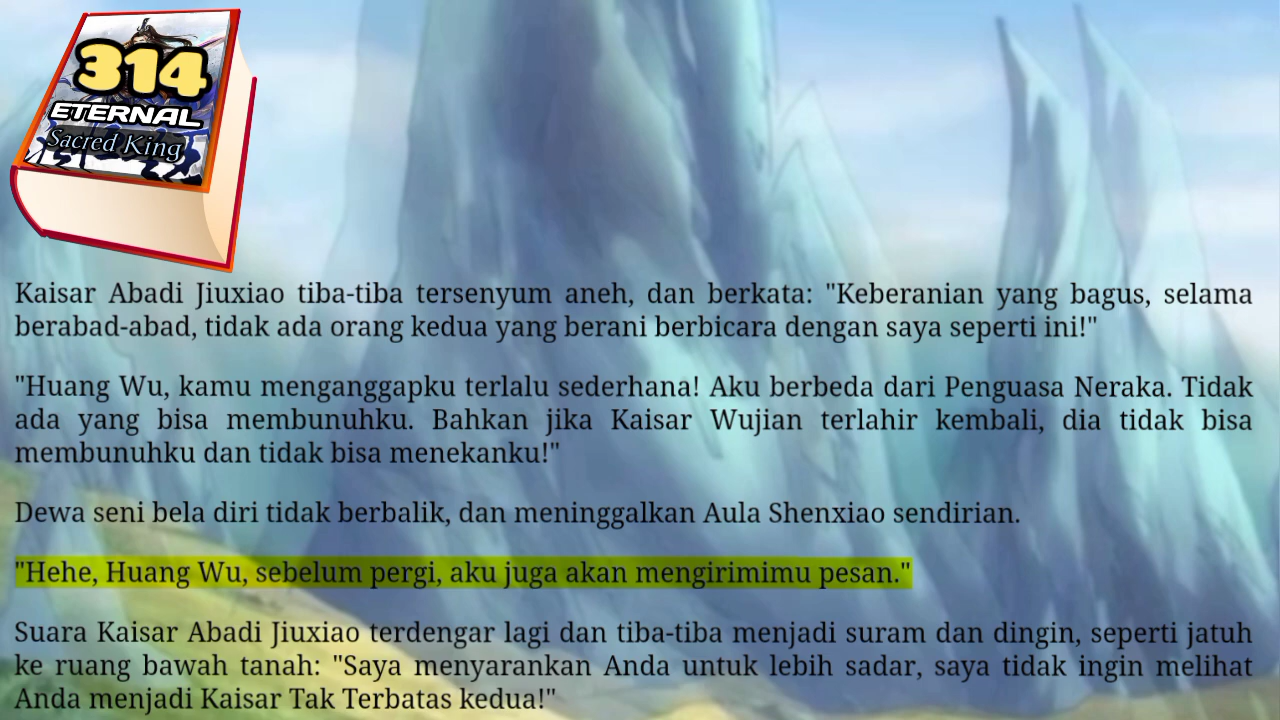 314
ETERNAL
Sacred King
Kaisar Abadi Jiuxiao tiba-tiba tersenyum aneh, dan berkata: "Keberanian yang bagus, selama
berabad-abad, tidak ada orang kedua yang berani berbicara dengan saya seperti ini!"
"Huang Wu, kamu menganggapku terlalu sederhana! Aku berbeda dari Penguasa Neraka. Tidak
ada yang bisa membunuhku. Bahkan jika Kaisar Wujian terlahir kembali, dia tidak bisa
membunuhku dan tidak bisa menekanku!"
Dewa seni bela diri tidak berbalik, dan meninggalkan Aula Shenxiao sendirian.
"Hehe, Huang Wu, sebelum pergi, aku juga akan mengirimimu pesan."
Suara Kaisar Abadi Jiuxiao terdengar lagi dan tiba-tiba menjadi suram dan dingin, seperti jatuh
ke ruang bawah tanah: "Saya menyarankan Anda untuk lebih sadar, saya tidak ingin melihat
Anda menjadi Kaisar Tak Terbatas kedua!"